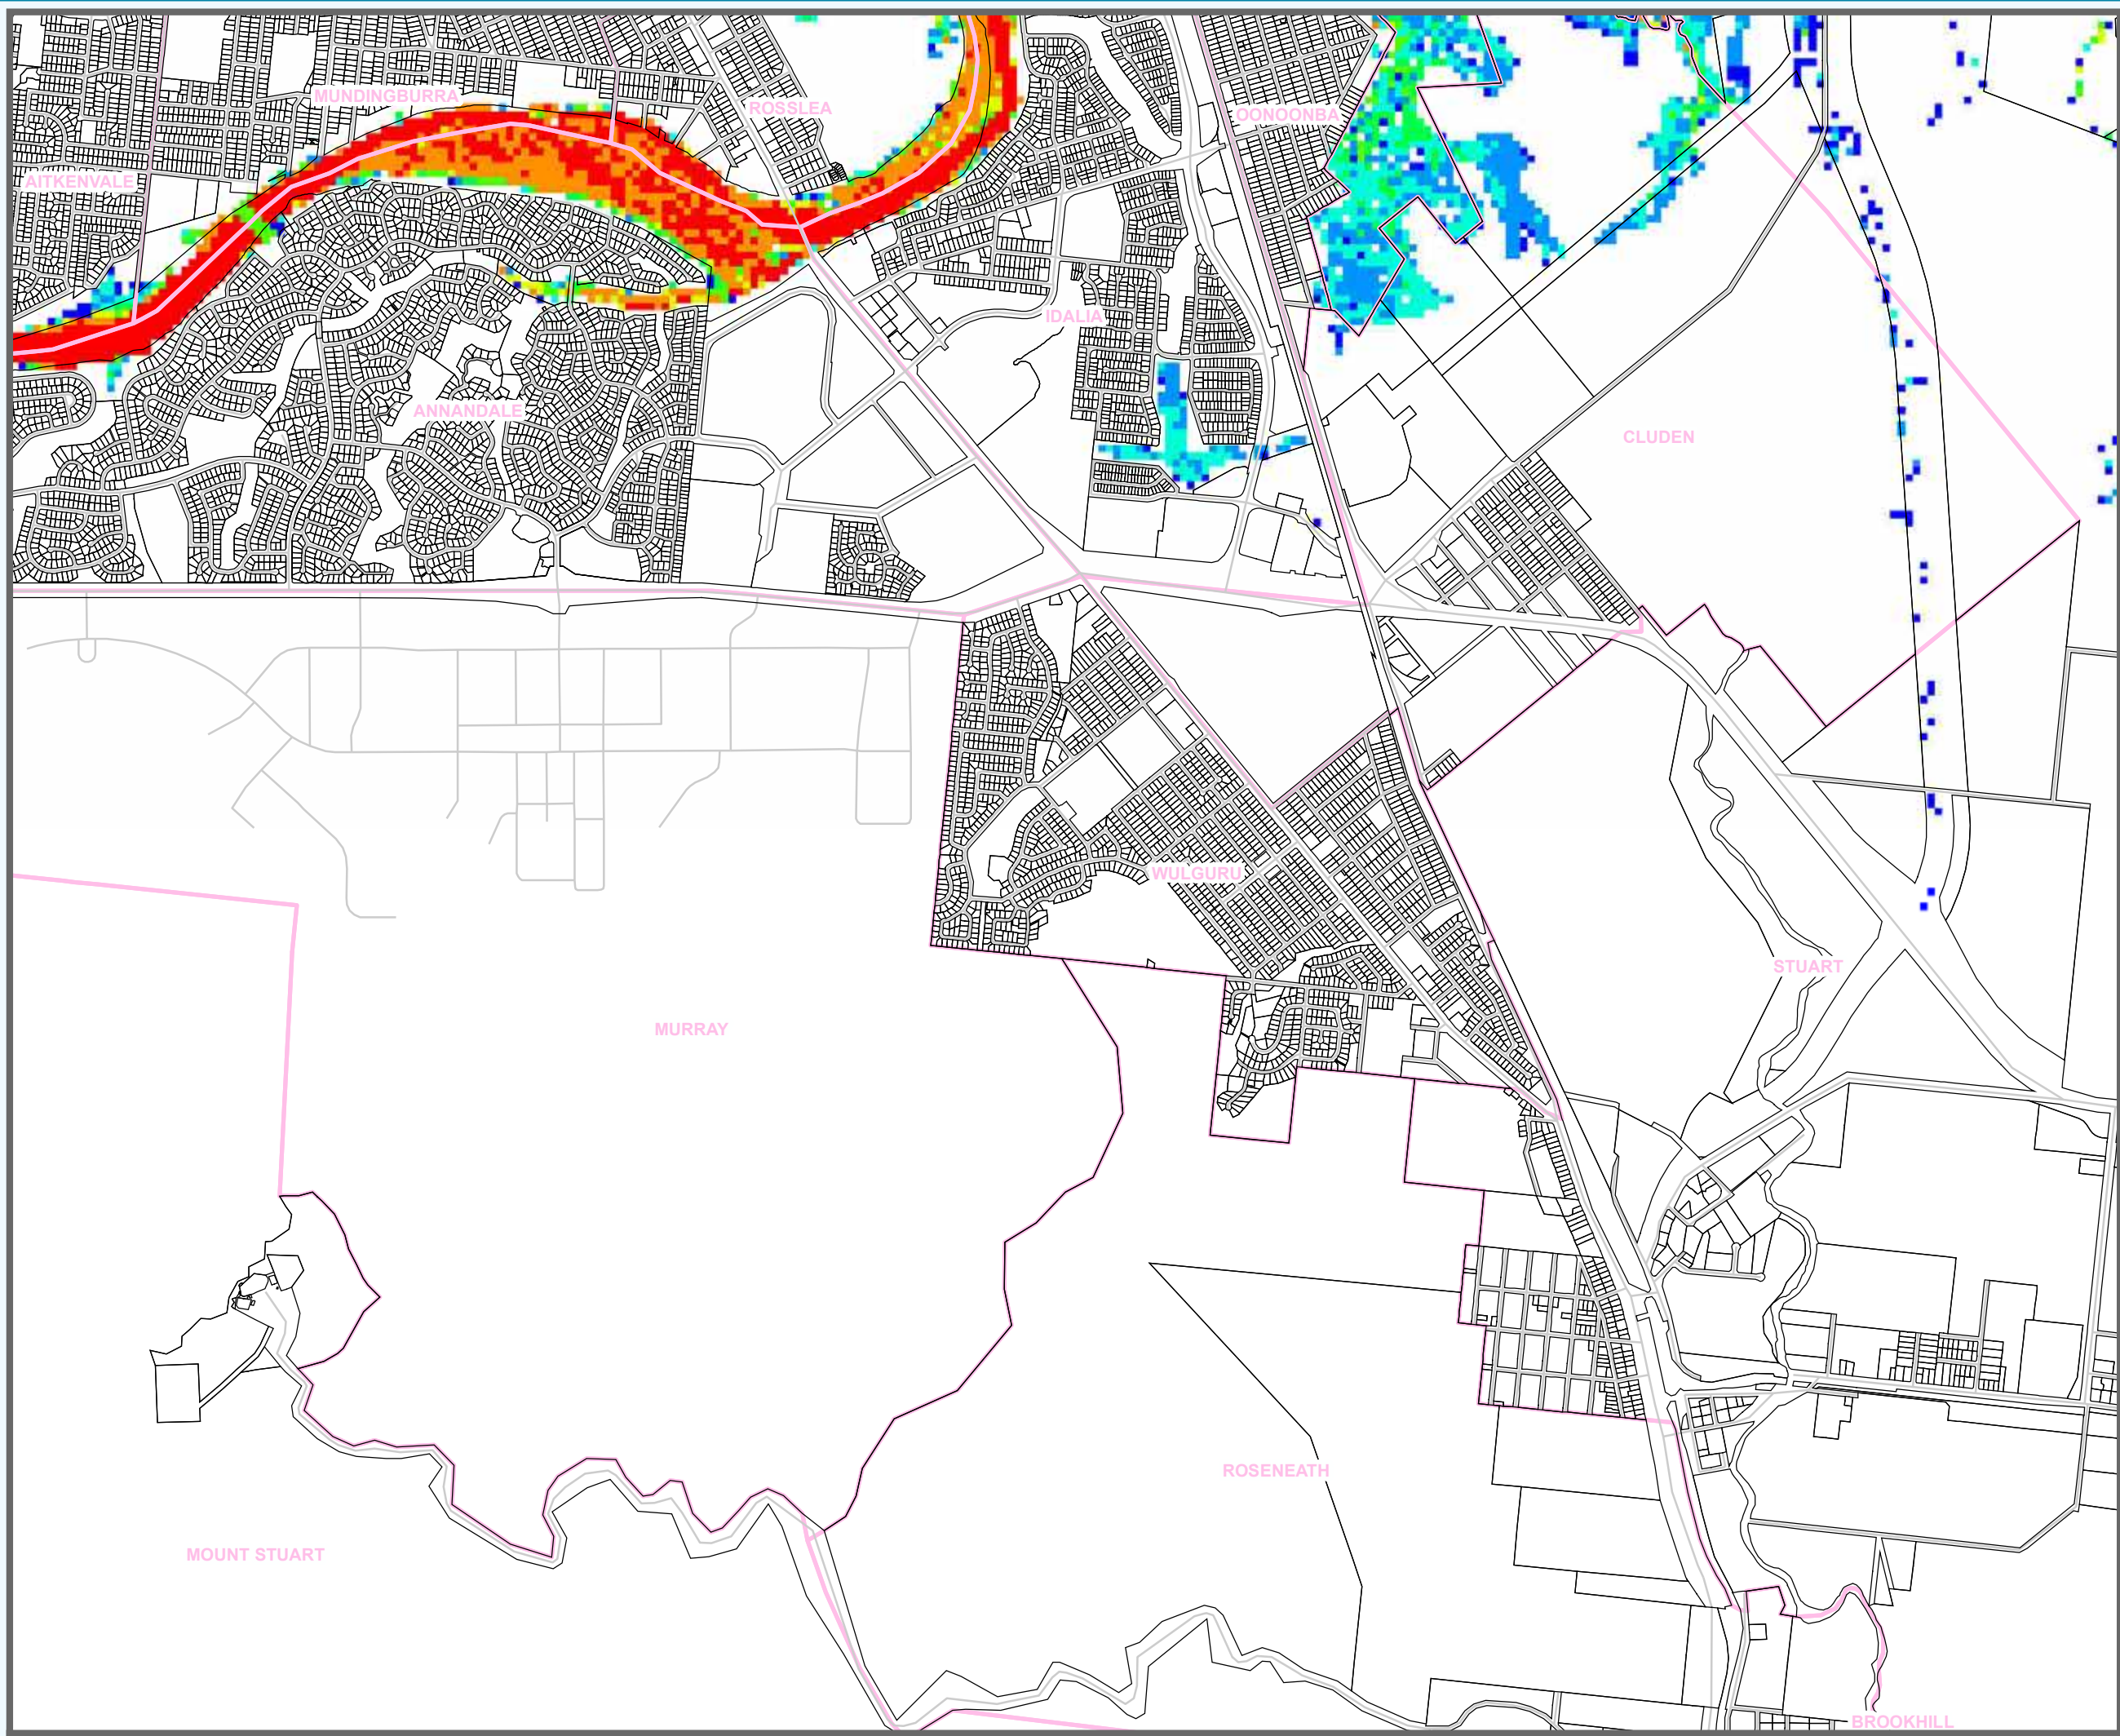 MUNDINGBURRA
ROSSLEA
OONOONBA
AITKENVALE
IDALIA
ANNANDALE
CLUDEN
WULGURU
STUART
MURRAY
ROSENEATH
MOUNT STUART
BROOKHILL